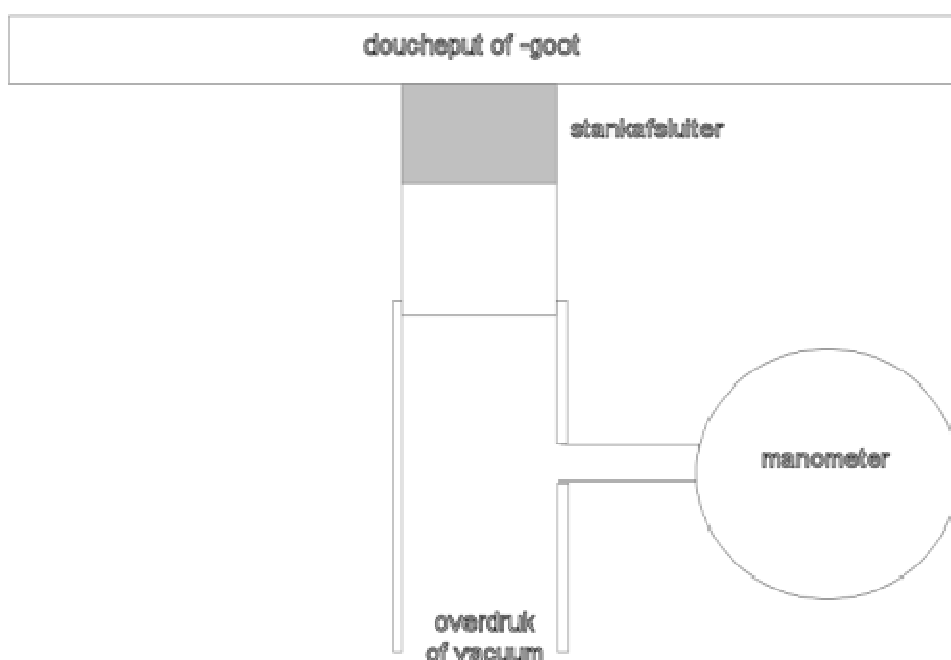 doucheput of -goot
stankafsluiter
manometer
overdruk
of vacuum